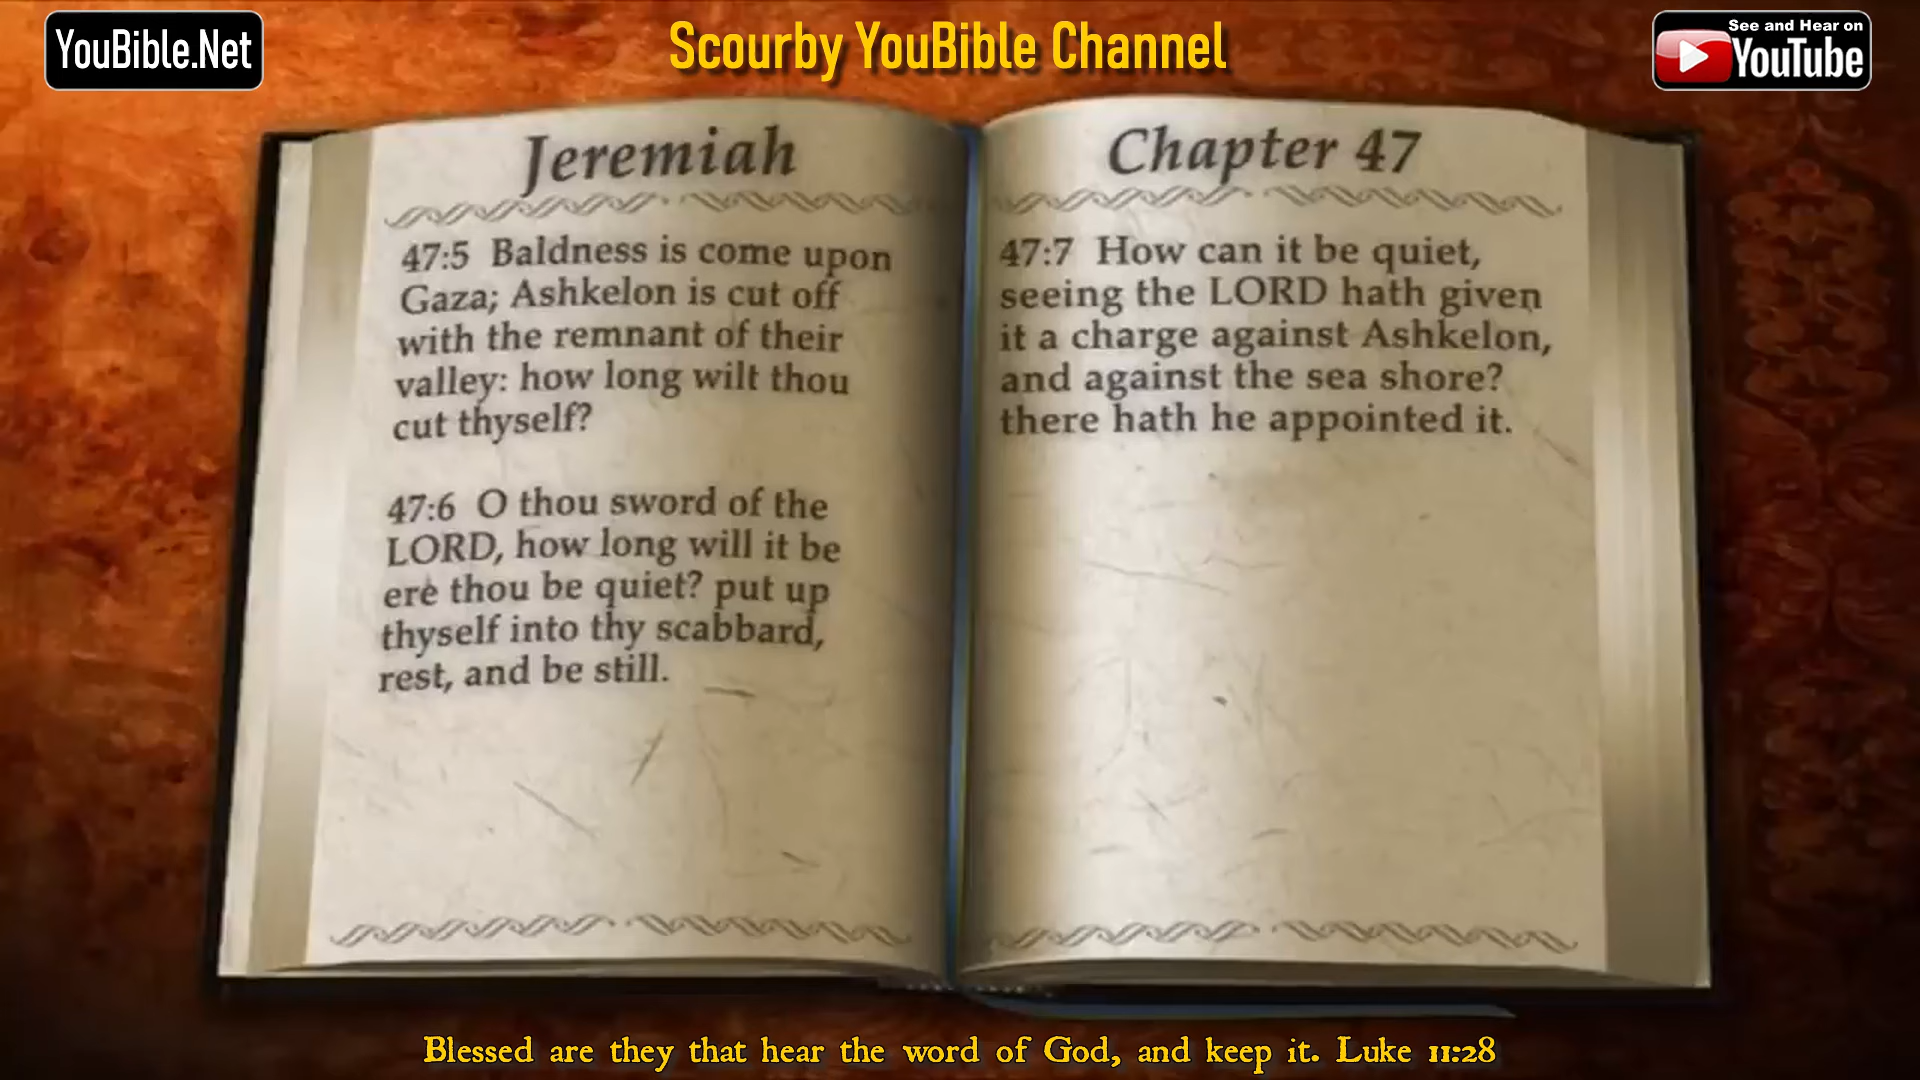 YouBible.Net
Scourby YouBible Channel
See and Hear on
YouTube
Jeremiah
47:5 Baldness is come upon
Gaza; Ashkelon is cut off
with the remnant of their
valley: how long wilt thou
cut thyself?
47:6 O thou sword of the
LORD, how long will it be
ere thou be quiet? put up
thyself into thy scabbard,
rest, and be still.
Chapter 47
47:7 How can it be quiet,
seeing the LORD hath given
it a charge against Ashkelon,
and against the sea shore?
there hath he appointed it.
Blessed are they that hear the word of God, and keep it. Luke 11:28